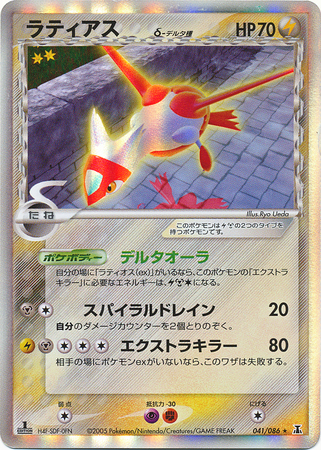 ラティアス δ-デルタ種 HP70
δ
たね
Illus.Ryo Ueda
このポケモンは⚡🔥の2つのタイプを
持つポケモンです。
ポケボディー デルタオーラ
自分の場に「ラティオス(ex)」がいるなら、このポケモンの「エクストラ
キラー」に必要なエネルギーは、
になる。
スパイラルドレイン 20
自分のダメージカウンターを2個とりのぞく。
エクストラキラー 80
相手の場にポケモンexがいないなら、このワザは失敗する。
弱点 抵抗力 -30 にげる
1 EDITION H4F-SDF-0FN ©2005 Pokémon/Nintendo/Creatures/GAME FREAK 041/086 ★